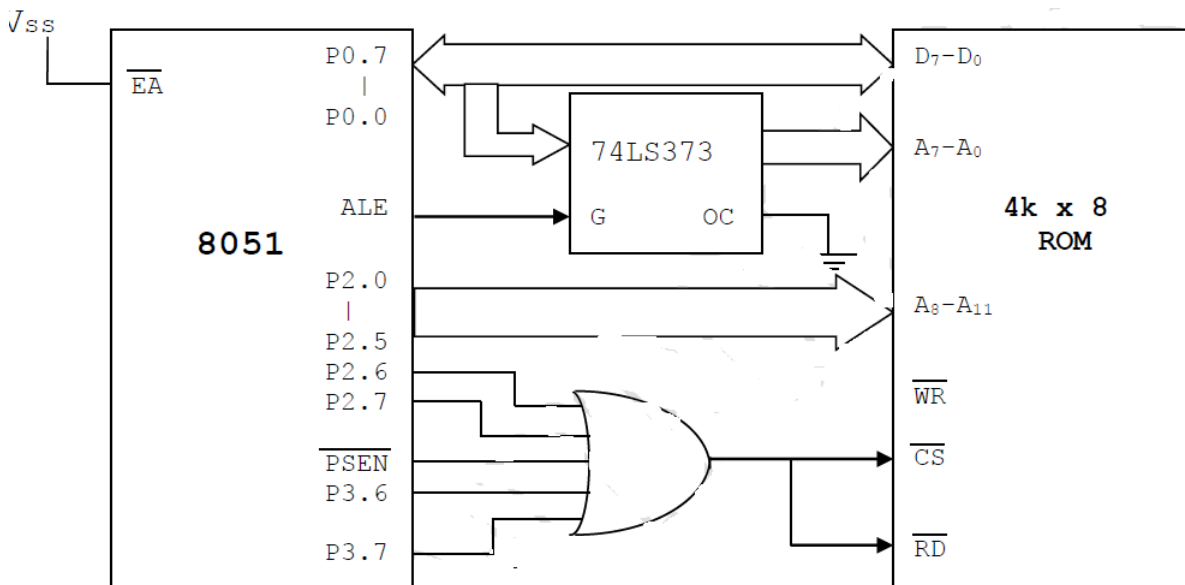 Vss
EA
P0.7
|
P0.0
ALE
8051
P2.0
|
P2.5
P2.6
P2.7
PSEN
P3.6
P3.7
74LS373
G OC
D₇-D₀
A₇-A₀
4k x 8
ROM
A₈-A₁₁
WR
CS
RD